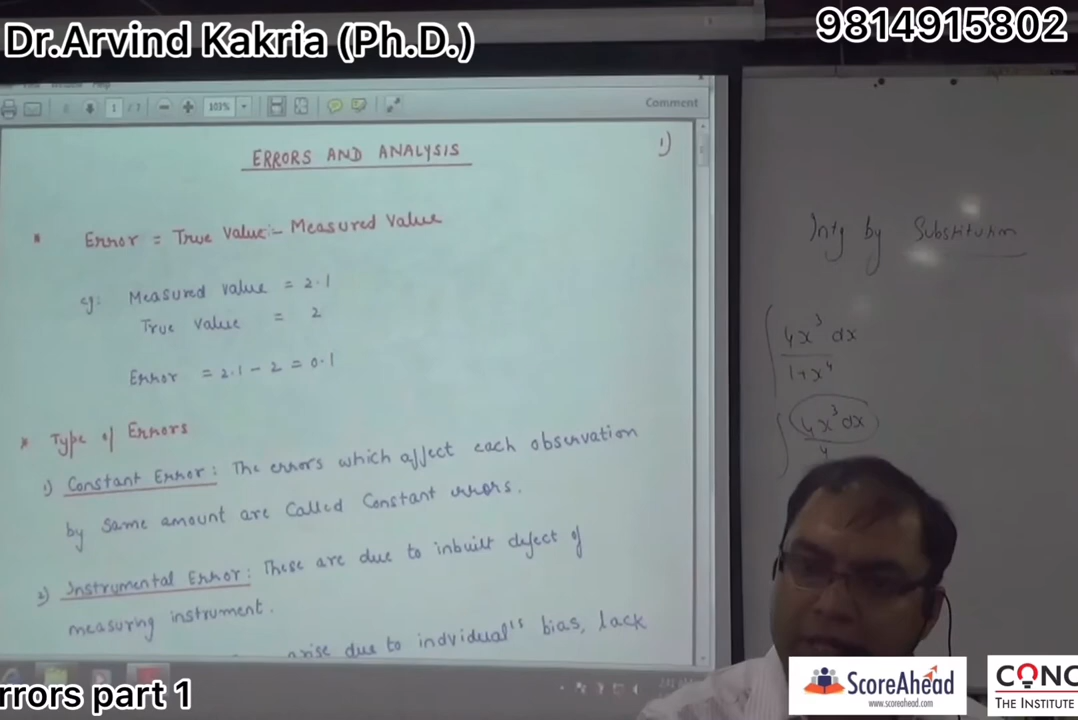 Dr.Arvind Kakria (Ph.D.)
9814915802
1
103%
Comment
ERRORS AND ANALYSIS
1)
* Error = True Value - Measured Value
eg: Measured value = 2.1
True value = 2
Error = 2.1 - 2 = 0.1
* Type of Errors
1) Constant Error: The errors which affect each observation
by same amount are called Constant errors.
2) Instrumental Error: These are due to inbuilt defect of
measuring instrument.
arise due to indvidual's bias, lack
Intg by Substitution
∫ 4x³ dx
1+x⁴
∫ 4x³ dx
4
rrors part 1
ScoreAhead
www.scoreahead.com
CONC
THE INSTITUTE